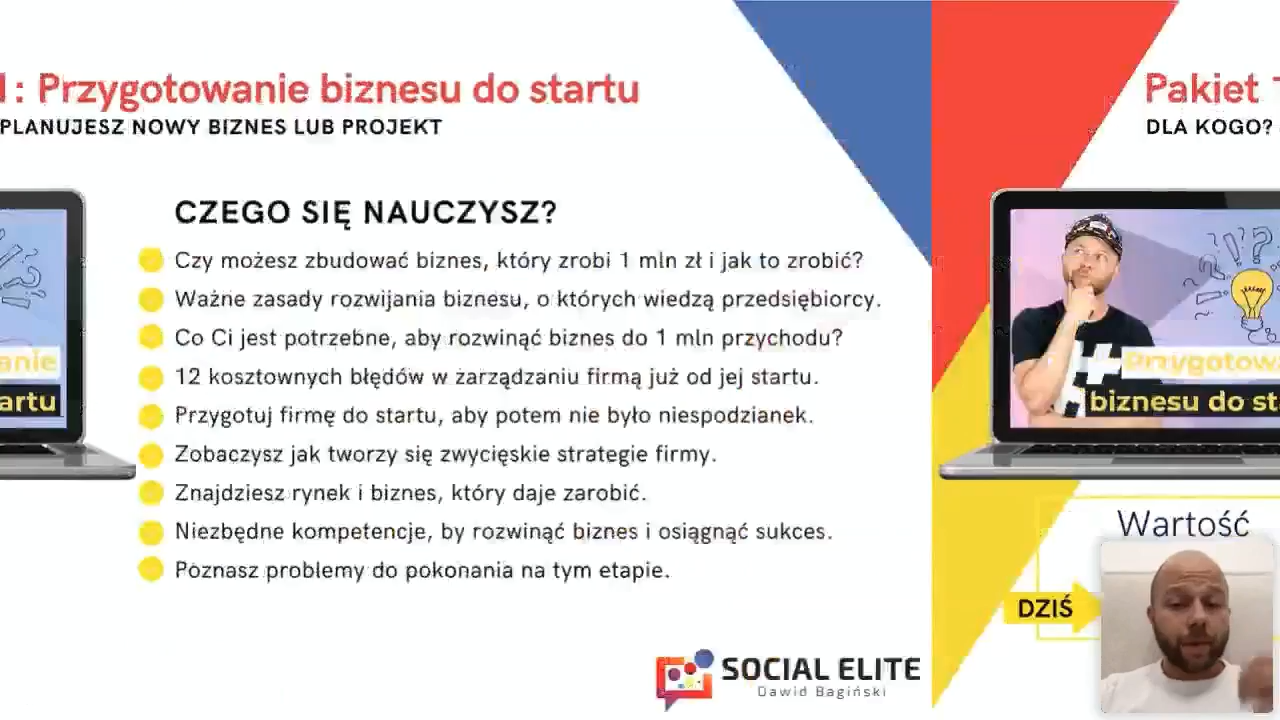 : Przygotowanie biznesu do startu
PLANUJESZ NOWY BIZNES LUB PROJEKT
CZEGO SIĘ NAUCZYSZ?
Czy możesz zbudować biznes, który zrobi 1 mln zł i jak to zrobić?
Ważne zasady rozwijania biznesu, o których wiedzą przedsiębiorcy.
Co Ci jest potrzebne, aby rozwinąć biznes do 1 mln przychodu?
12 kosztownych błędów w zarządzaniu firmą już od jej startu.
Przygotuj firmę do startu, aby potem nie było niespodzianek.
Zobaczysz jak tworzy się zwycięskie strategie firmy.
Znajdziesz rynek i biznes, który daje zarobić.
Niezbędne kompetencje, by rozwinąć biznes i osiągnąć sukces.
Poznasz problemy do pokonania na tym etapie.
anie
artu
SOCIAL ELITE
Dawid Bagiński
Pakiet
DLA KOGO?
#Przygotowa
biznesu do st
Wartość
DZIŚ